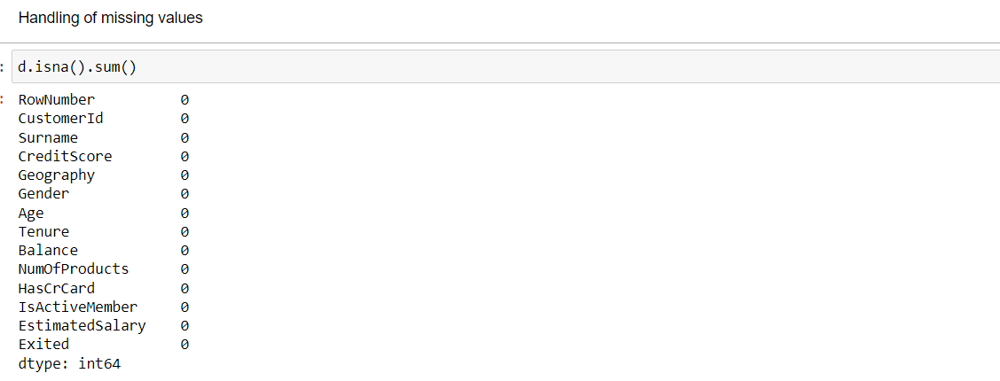 Handling of missing values
: d.isna().sum()
: RowNumber 0
CustomerId 0
Surname 0
CreditScore 0
Geography 0
Gender 0
Age 0
Tenure 0
Balance 0
NumOfProducts 0
HasCrCard 0
IsActiveMember 0
EstimatedSalary 0
Exited 0
dtype: int64